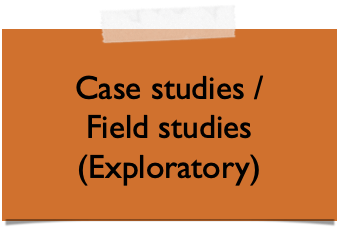 Case studies /
Field studies
(Exploratory)